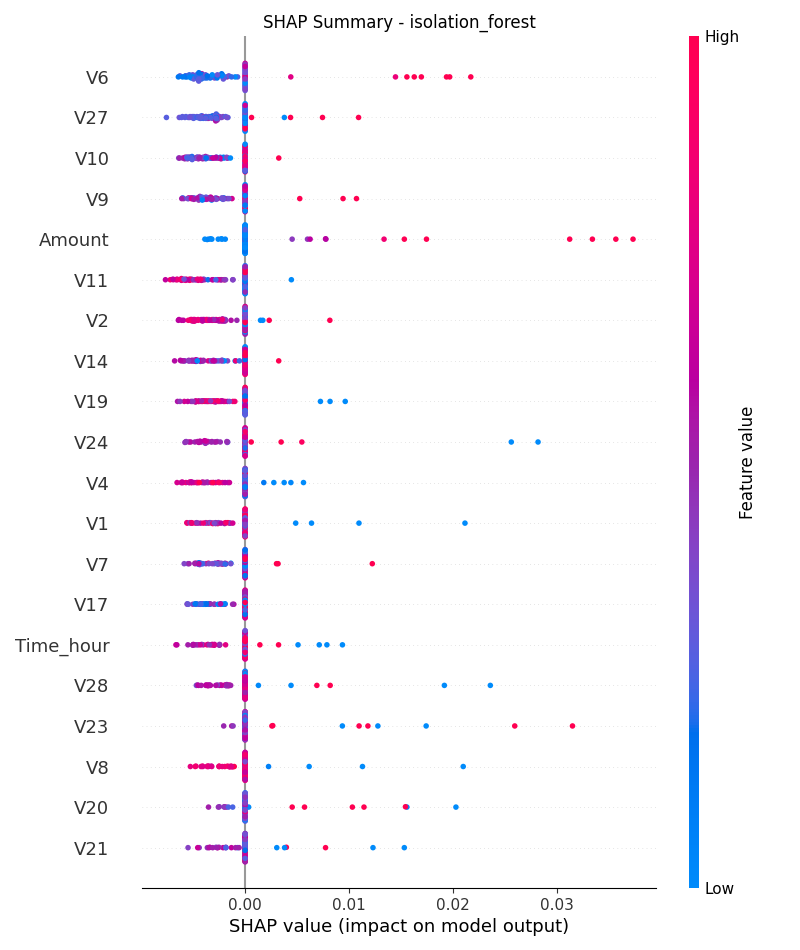 SHAP Summary - isolation_forest
High
V6
V27
V10
V9
Amount
V11
V2
V14
V19
V24
V4
V1
V7
V17
Time_hour
V28
V23
V8
V20
V21
Feature value
Low
0.00 0.01 0.02 0.03
SHAP value (impact on model output)